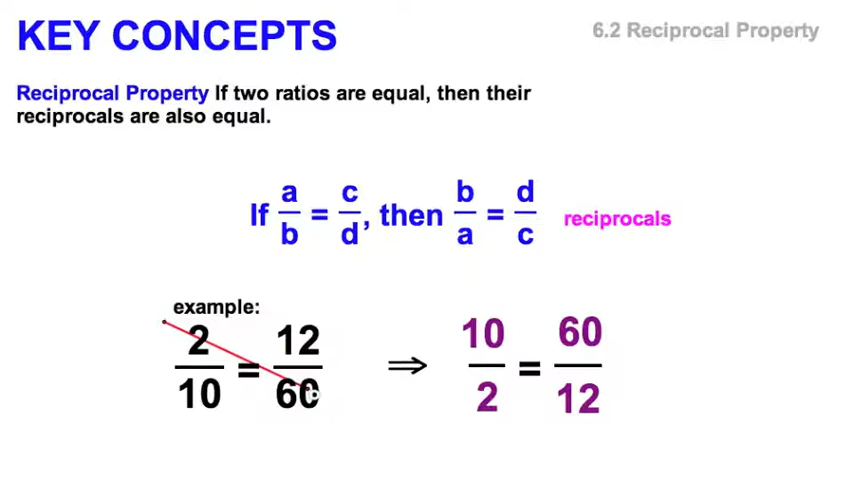 KEY CONCEPTS
6.2 Reciprocal Property
Reciprocal Property If two ratios are equal, then their
reciprocals are also equal.
If a/b = c/d, then b/a = d/c reciprocals
example:
2/10 = 12/60 ⇒ 10/2 = 60/12